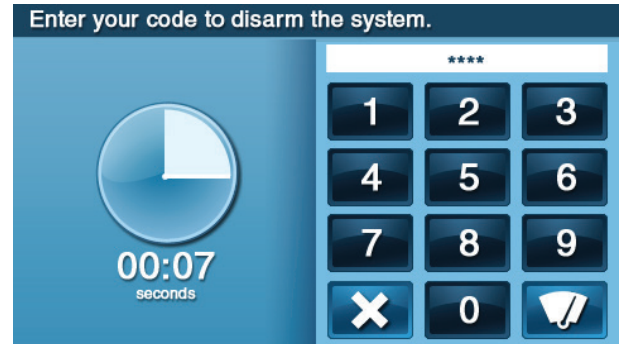 Enter your code to disarm the system.
****
1 2 3
4 5 6
7 8 9
0
00:07
seconds